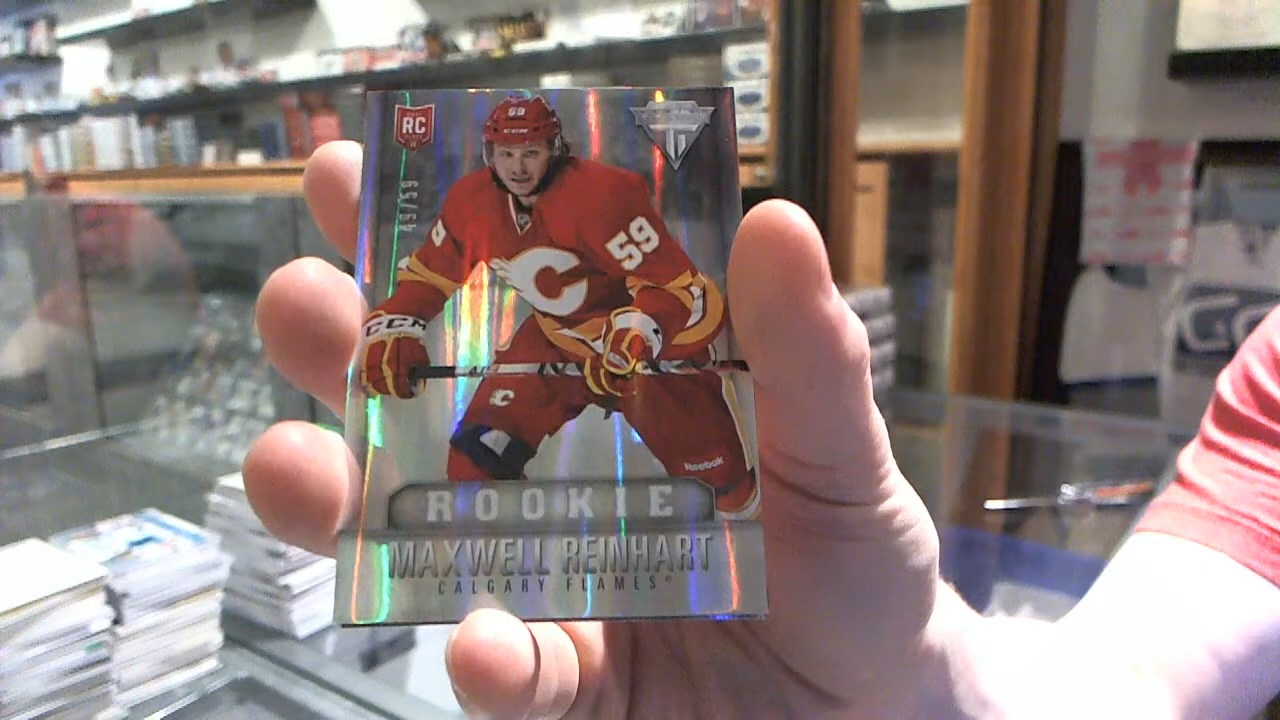 RC
49/59
59
CCM
59
CCM
Reebok
ROOKIE
MAXWELL REINHART
CALGARY FLAMES